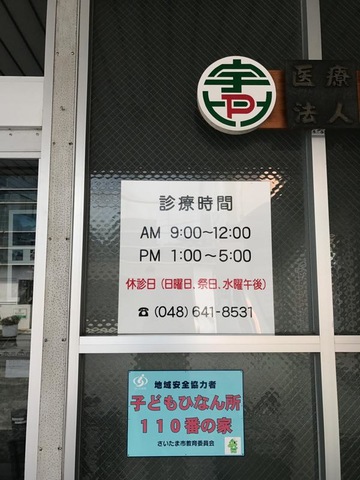 医療
法人
P
診療時間
AM 9:00～12:00
PM 1:00～5:00
休診日（日曜日、祭日、水曜午後）
☎(048)641-8531
地域安全協力者
子どもひなん所
110番の家
さいたま市教育委員会